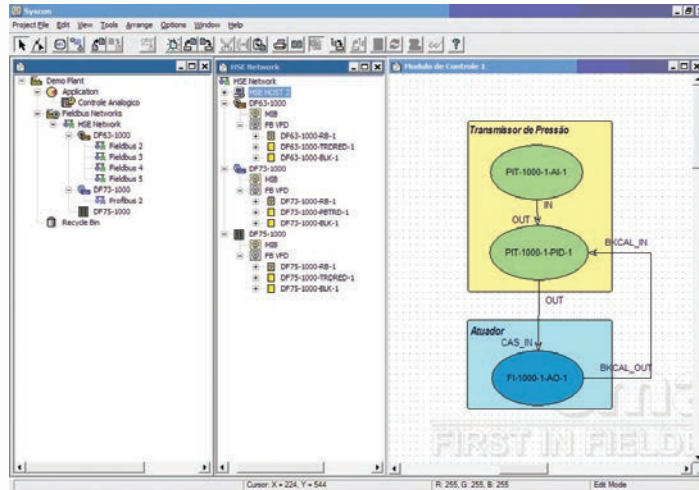 Syscon
Project File Edit View Tools Arrange Options Window Help
HSE Network
Modulo de Controle 1
Demo Plant
Application
Controle Analogico
Fieldbus Networks
HSE Network
DF63-1000
Fieldbus 2
Fieldbus 3
Fieldbus 4
Fieldbus 5
DF73-1000
Profibus 2
DF75-1000
Recycle Bin
HSE Network
HSE HOST 2
DF63-1000
MIB
FB VFD
DF63-1000-RB-1
DF63-1000-TRDRED-1
DF63-1000-BLK-1
DF73-1000
MIB
FB VFD
DF73-1000-RB-1
DF73-1000-PBTRD-1
DF73-1000-BLK-1
DF75-1000
MIB
FB VFD
DF75-1000-RB-1
DF75-1000-TRDRED-1
DF75-1000-BLK-1
Transmissor de Pressão
PIT-1000-1-AI-1
IN
OUT
BKCAL_IN
PIT-1000-1-PID-1
OUT
Atuador
CAS_IN
BKCAL_OUT
FI-1000-1-AO-1
FIRST IN FIELD
Cursor: X = 224, Y = 544
R: 255, G: 255, B: 255
Edit Mode